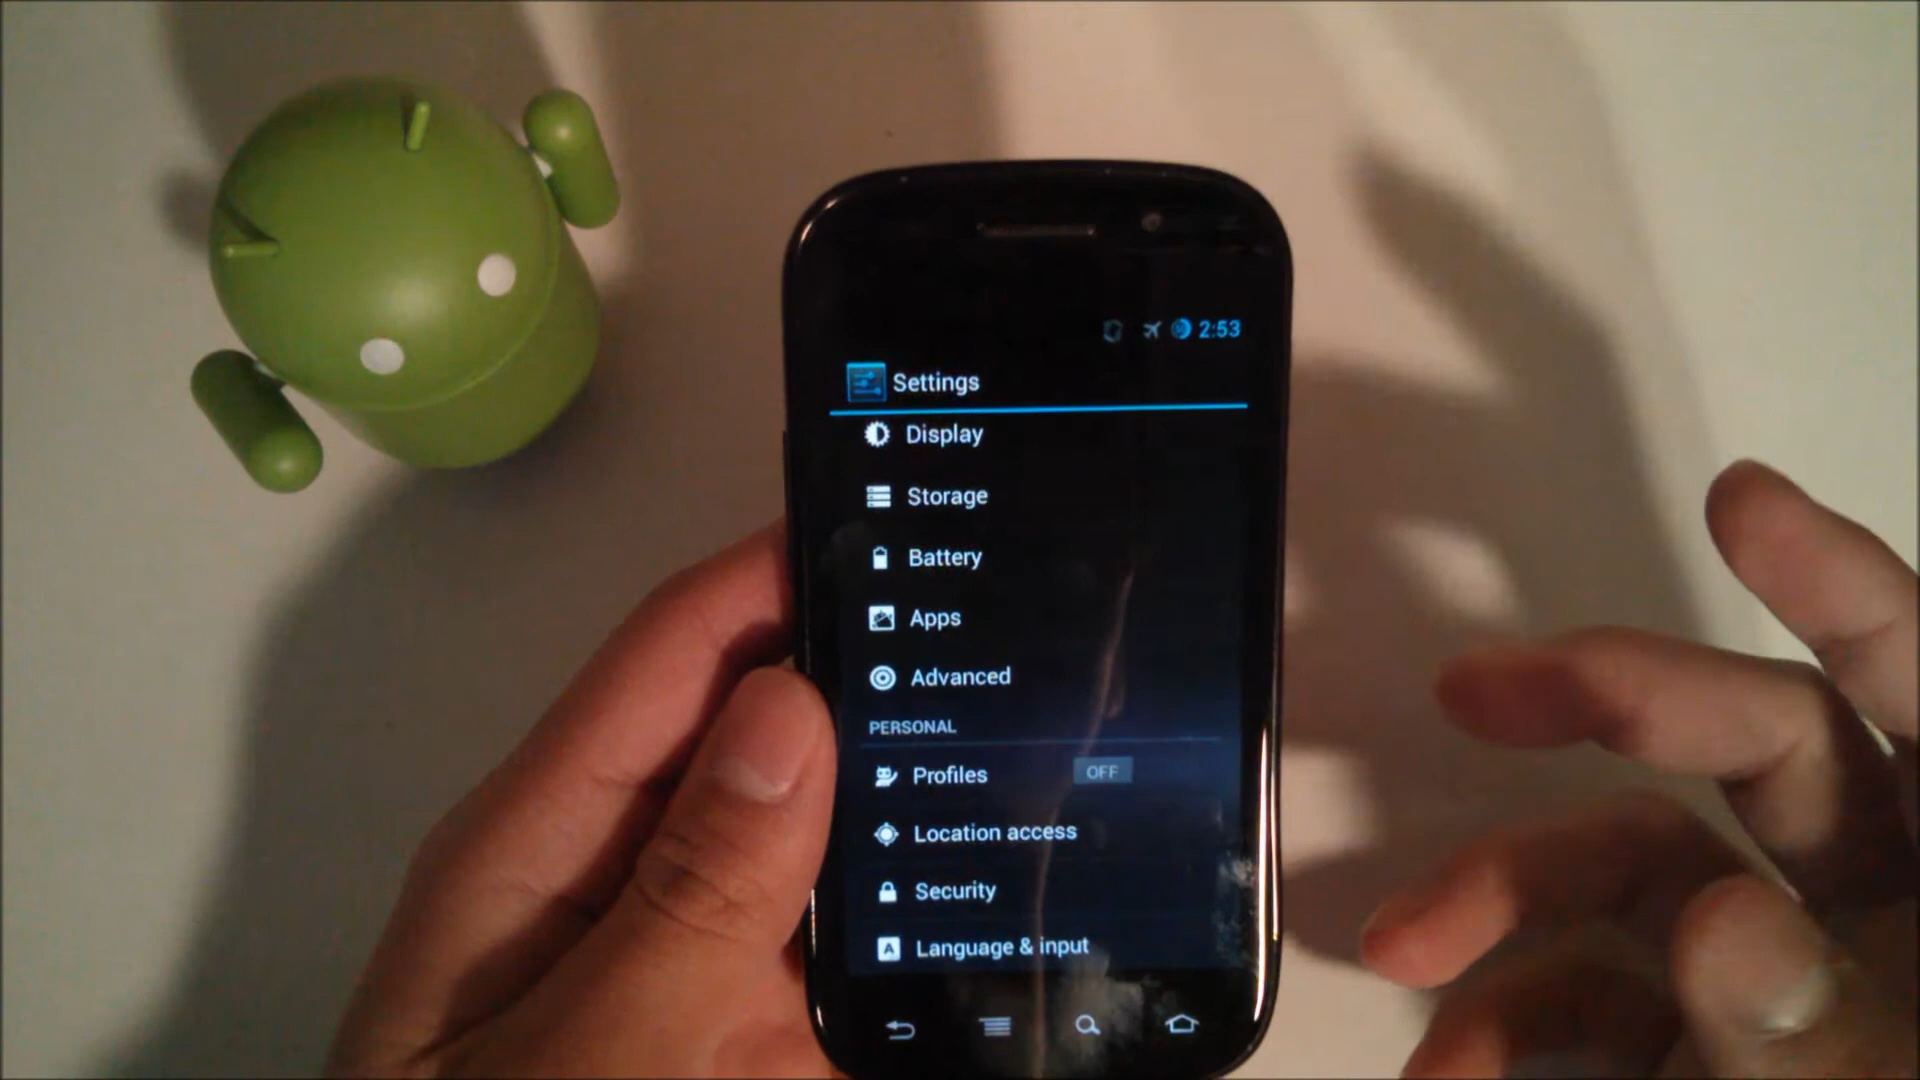 2:53
Settings
Display
Storage
Battery
Apps
Advanced
PERSONAL
Profiles OFF
Location access
Security
Language & input